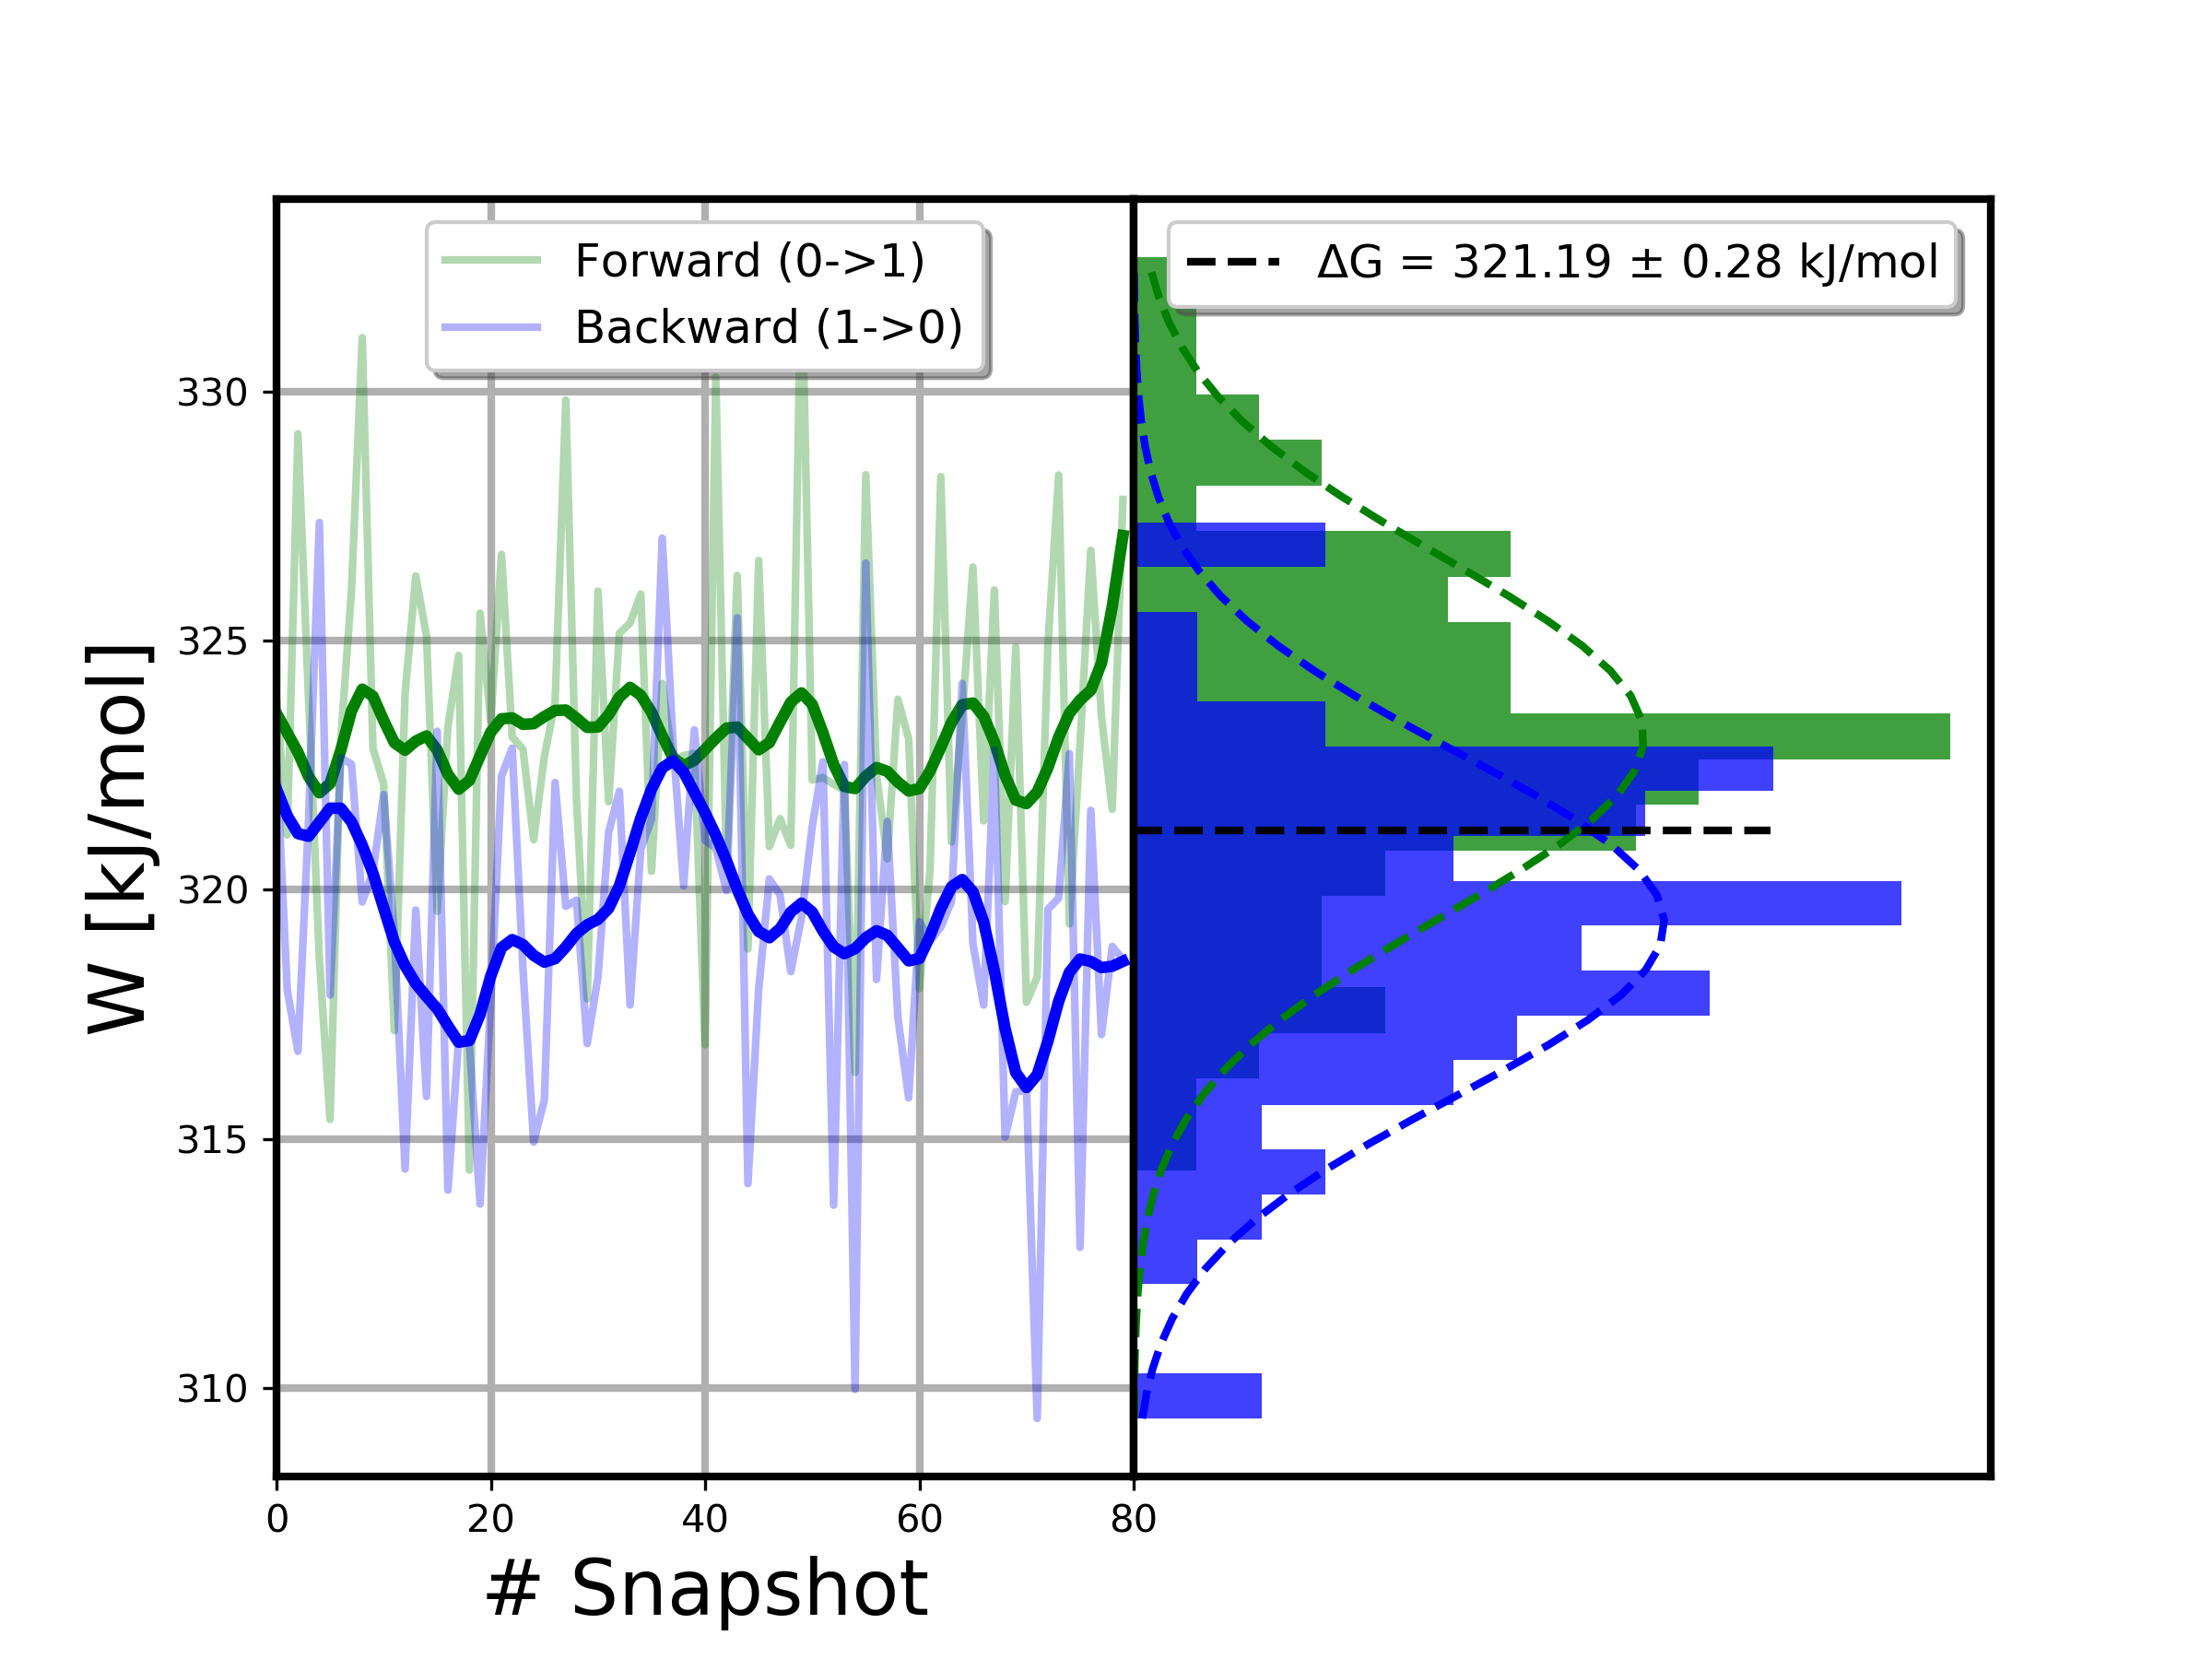 Forward (0->1)
Backward (1->0)
ΔG = 321.19 ± 0.28 kJ/mol
W [kJ/mol]
330
325
320
315
310
0 20 40 60 80
# Snapshot